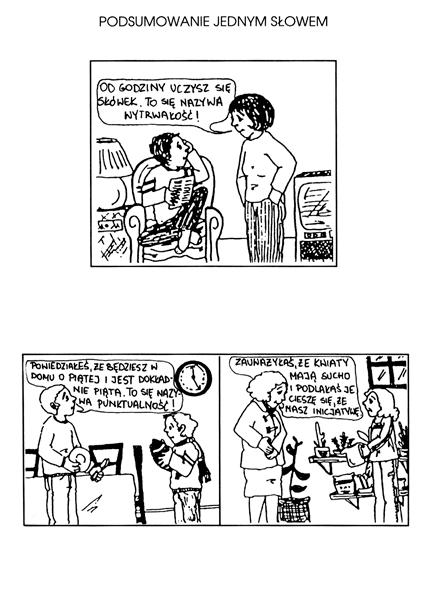 PODSUMOWANIE JEDNYM SŁOWEM
OD GODZINY UCZYSZ SIĘ
SŁÓWEK. TO SIĘ NAZYWA
WYTRWAŁOŚĆ!
POWIEDZIAŁEŚ, ŻE BĘDZIESZ W
DOMU O PIĄTEJ I JEST DOKŁAD-
NIE PIĄTA. TO SIĘ NAZY-
WA PUNKTUALNOŚĆ!
ZAUWAŻYŁAŚ, ŻE KWIATY
MAJĄ SUCHO
I PODLAŁAŚ JE
CIESZĘ SIĘ, ŻE
MASZ INICJATYWĘ